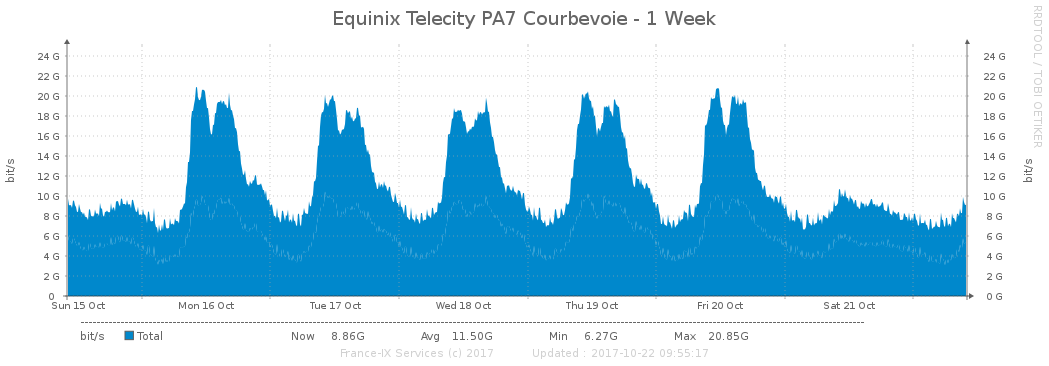 Equinix Telecity PA7 Courbevoie - 1 Week
RRDTOOL / TOBI OETIKER
bit/s
24 G 24 G
22 G 22 G
20 G 20 G
18 G 18 G
16 G 16 G
14 G 14 G
12 G 12 G
10 G 10 G
8 G 8 G
6 G 6 G
4 G 4 G
2 G 2 G
0 0 G
bit/s
Sun 15 Oct Mon 16 Oct Tue 17 Oct Wed 18 Oct Thu 19 Oct Fri 20 Oct Sat 21 Oct
bit/s Total Now 8.86G Avg 11.50G Min 6.27G Max 20.85G
France-IX Services (c) 2017 Updated : 2017-10-22 09:55:17